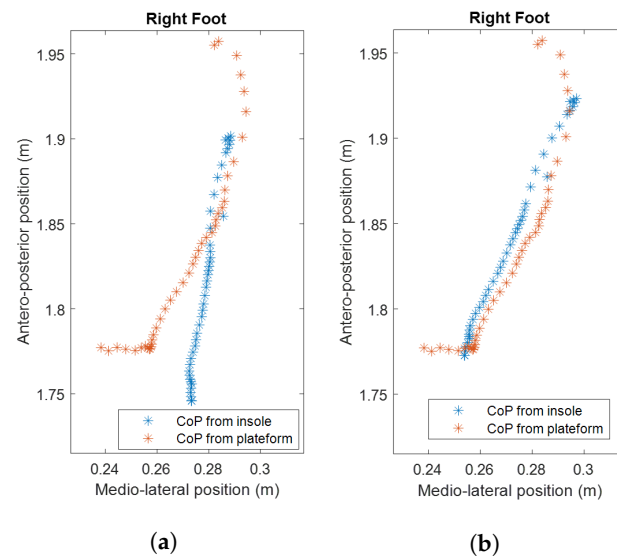 Right Foot
1.95
1.9
1.85
1.8
1.75
Antero-posterior position (m)
CoP from insole
CoP from plateform
0.24 0.26 0.28 0.3
Medio-lateral position (m)
(a)
Right Foot
1.95
1.9
1.85
1.8
1.75
Antero-posterior position (m)
CoP from insole
CoP from plateform
0.24 0.26 0.28 0.3
Medio-lateral position (m)
(b)